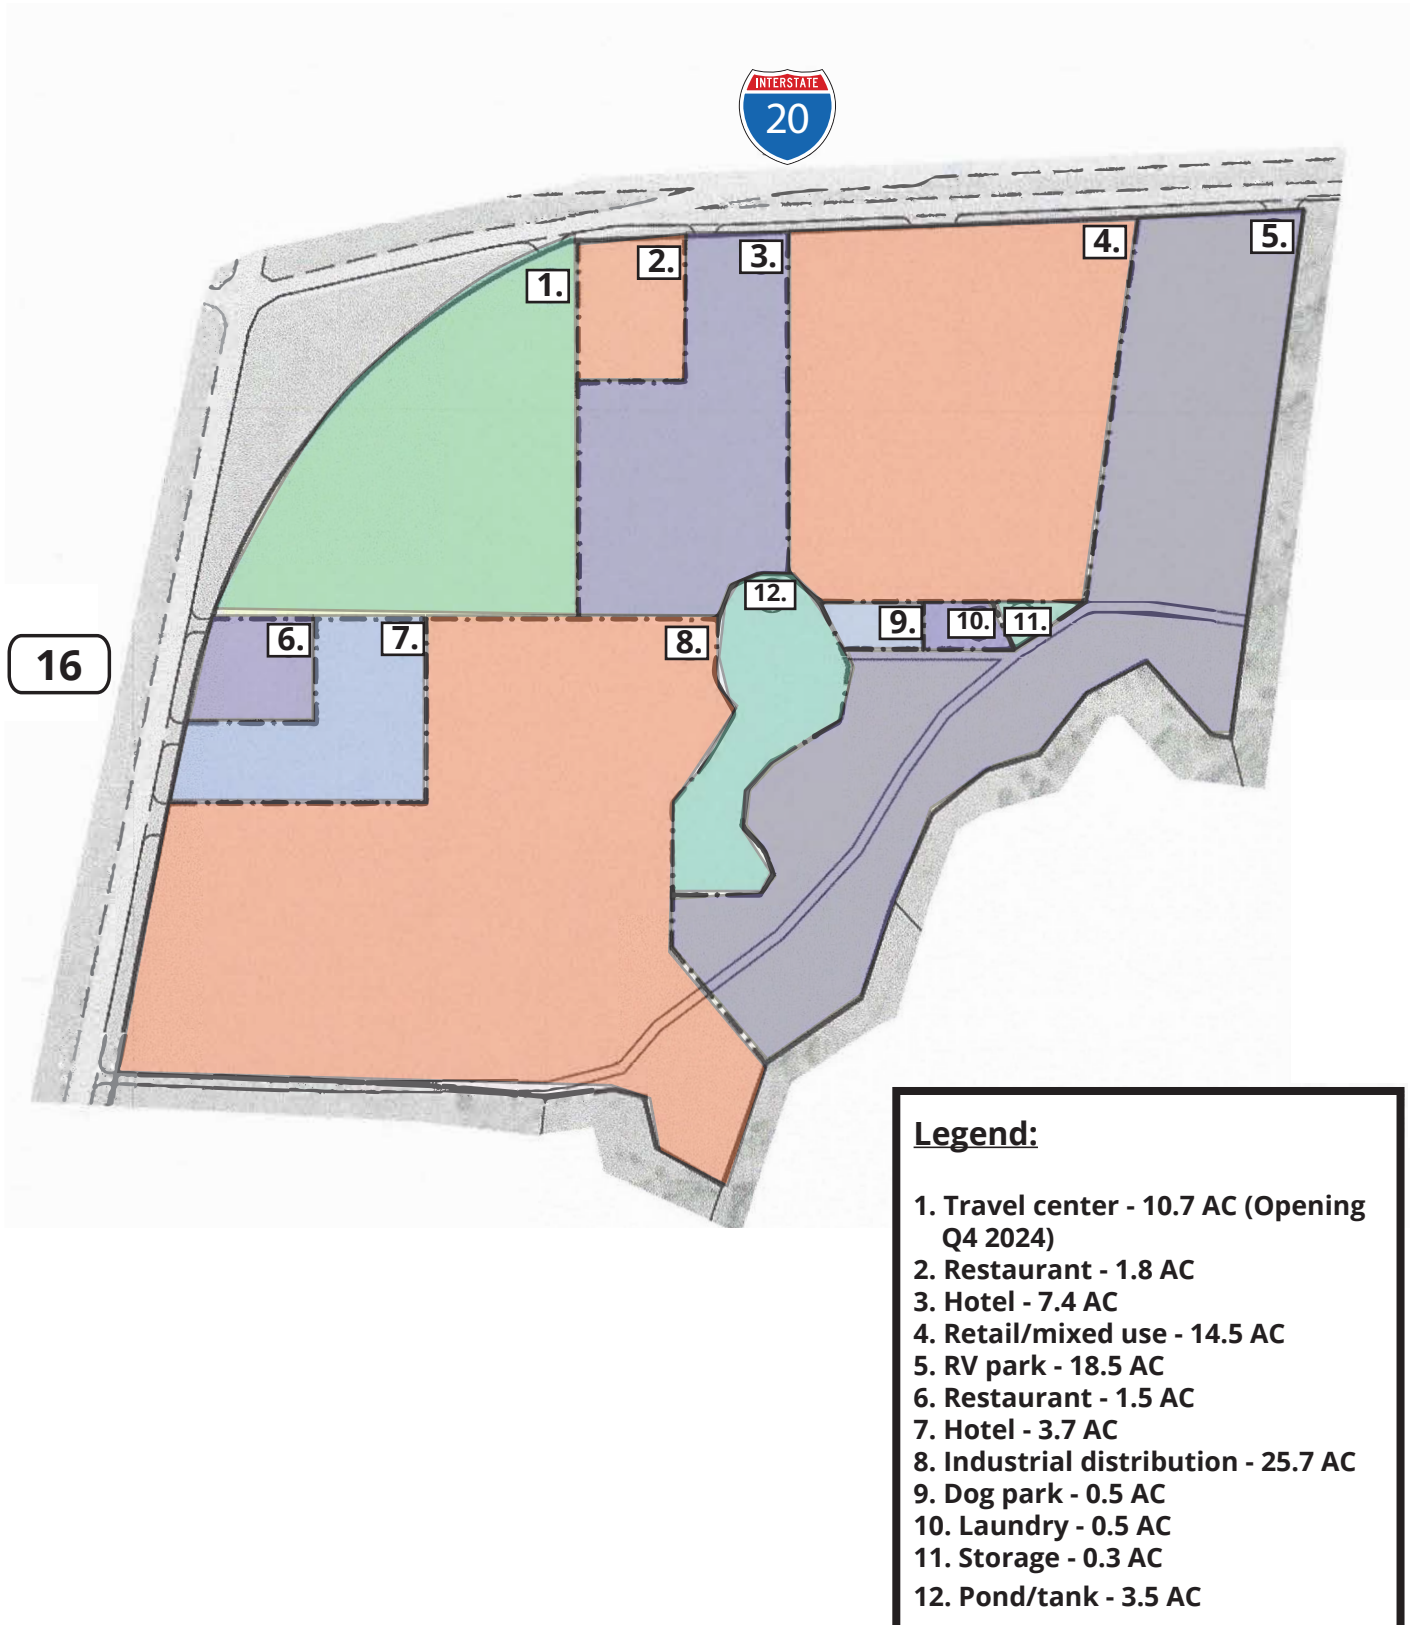 INTERSTATE
20
1.
2.
3.
4.
5.
12.
9.
10.
11.
6.
7.
8.
16
Legend:
1. Travel center - 10.7 AC (Opening
Q4 2024)
2. Restaurant - 1.8 AC
3. Hotel - 7.4 AC
4. Retail/mixed use - 14.5 AC
5. RV park - 18.5 AC
6. Restaurant - 1.5 AC
7. Hotel - 3.7 AC
8. Industrial distribution - 25.7 AC
9. Dog park - 0.5 AC
10. Laundry - 0.5 AC
11. Storage - 0.3 AC
12. Pond/tank - 3.5 AC